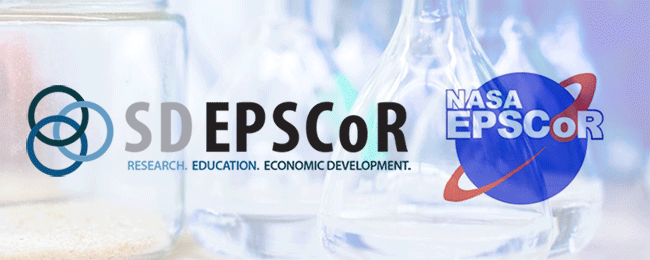 SD EPSCoR
RESEARCH. EDUCATION. ECONOMIC DEVELOPMENT.
NASA
EPSCoR